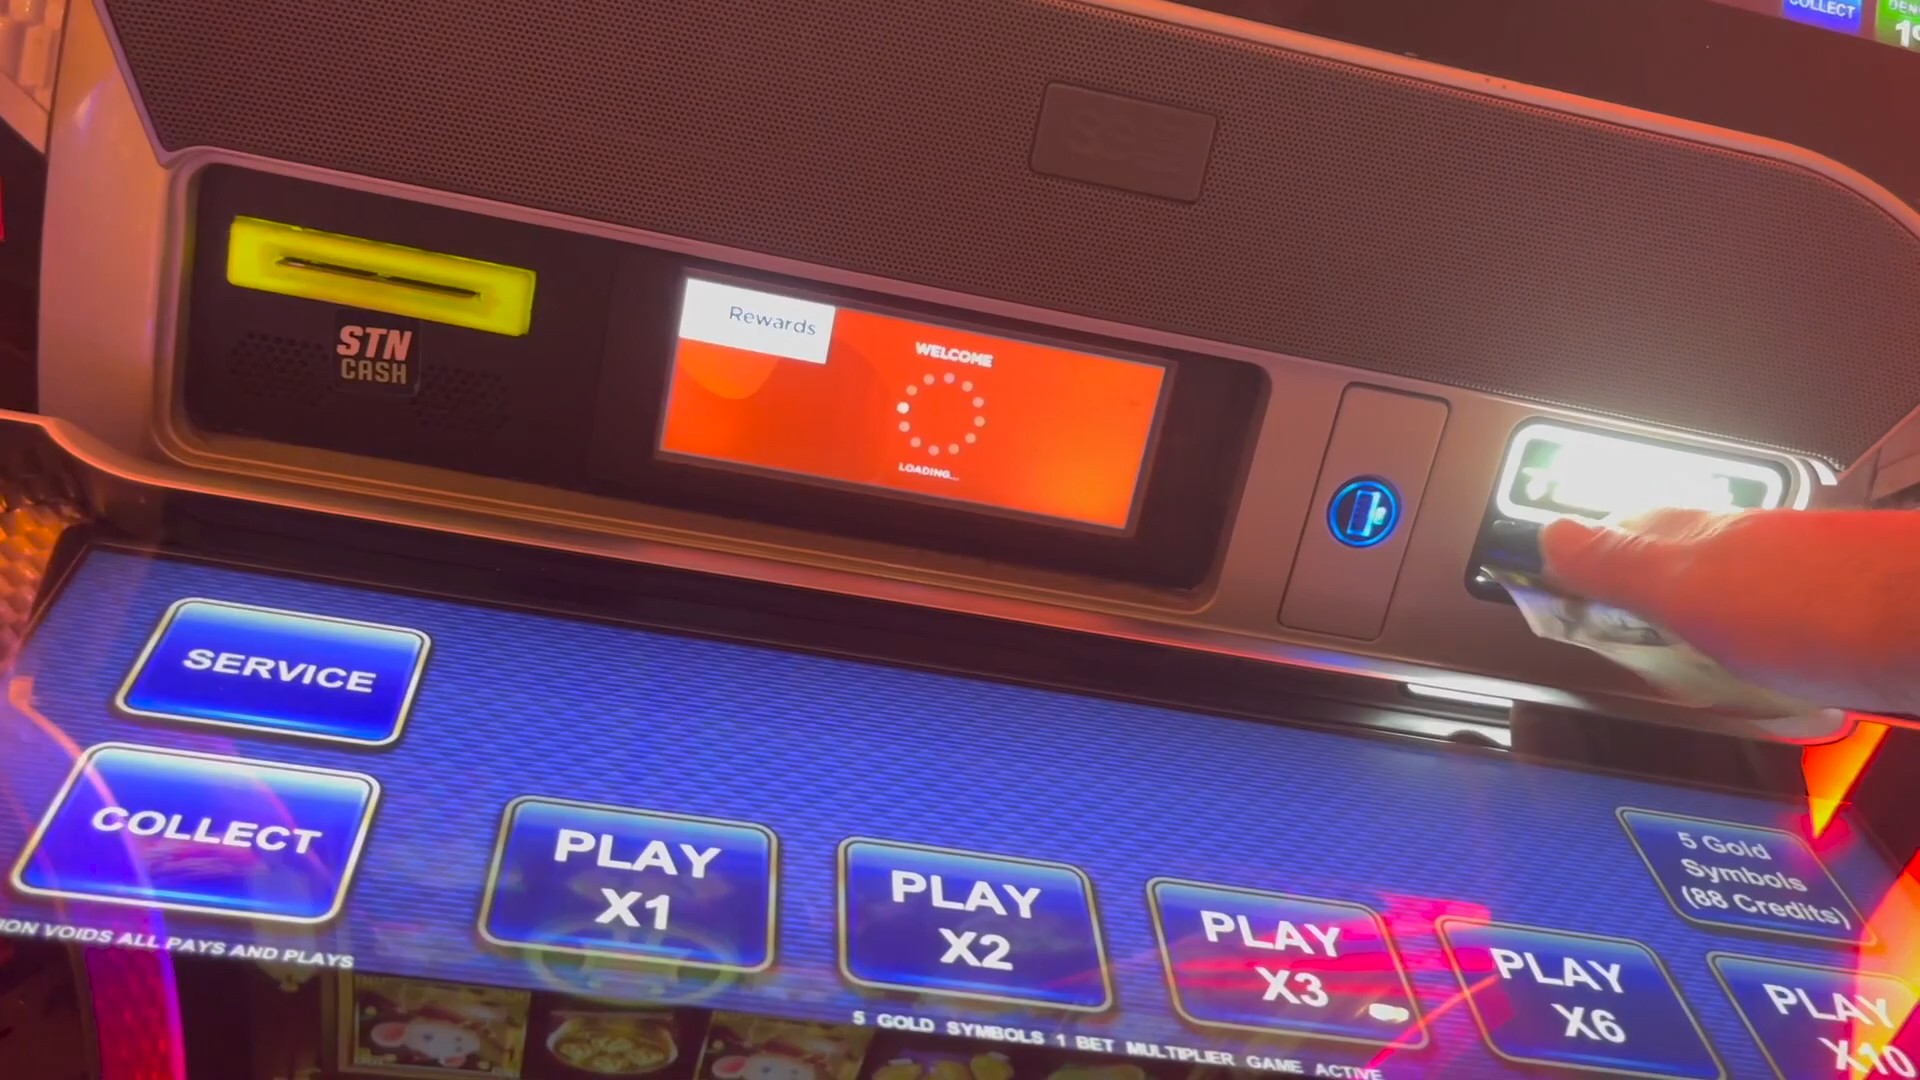 COLLECT
STN
CASH
Rewards
WELCOME
LOADING...
SERVICE
COLLECT
PLAY
X1
PLAY
X2
PLAY
X3
PLAY
X6
PLAY
X10
5 Gold
Symbols
(88 Credits)
VOIDS ALL PAYS AND PLAYS
5 GOLD SYMBOLS 1 BET MULTIPLIER GAME ACTIVE